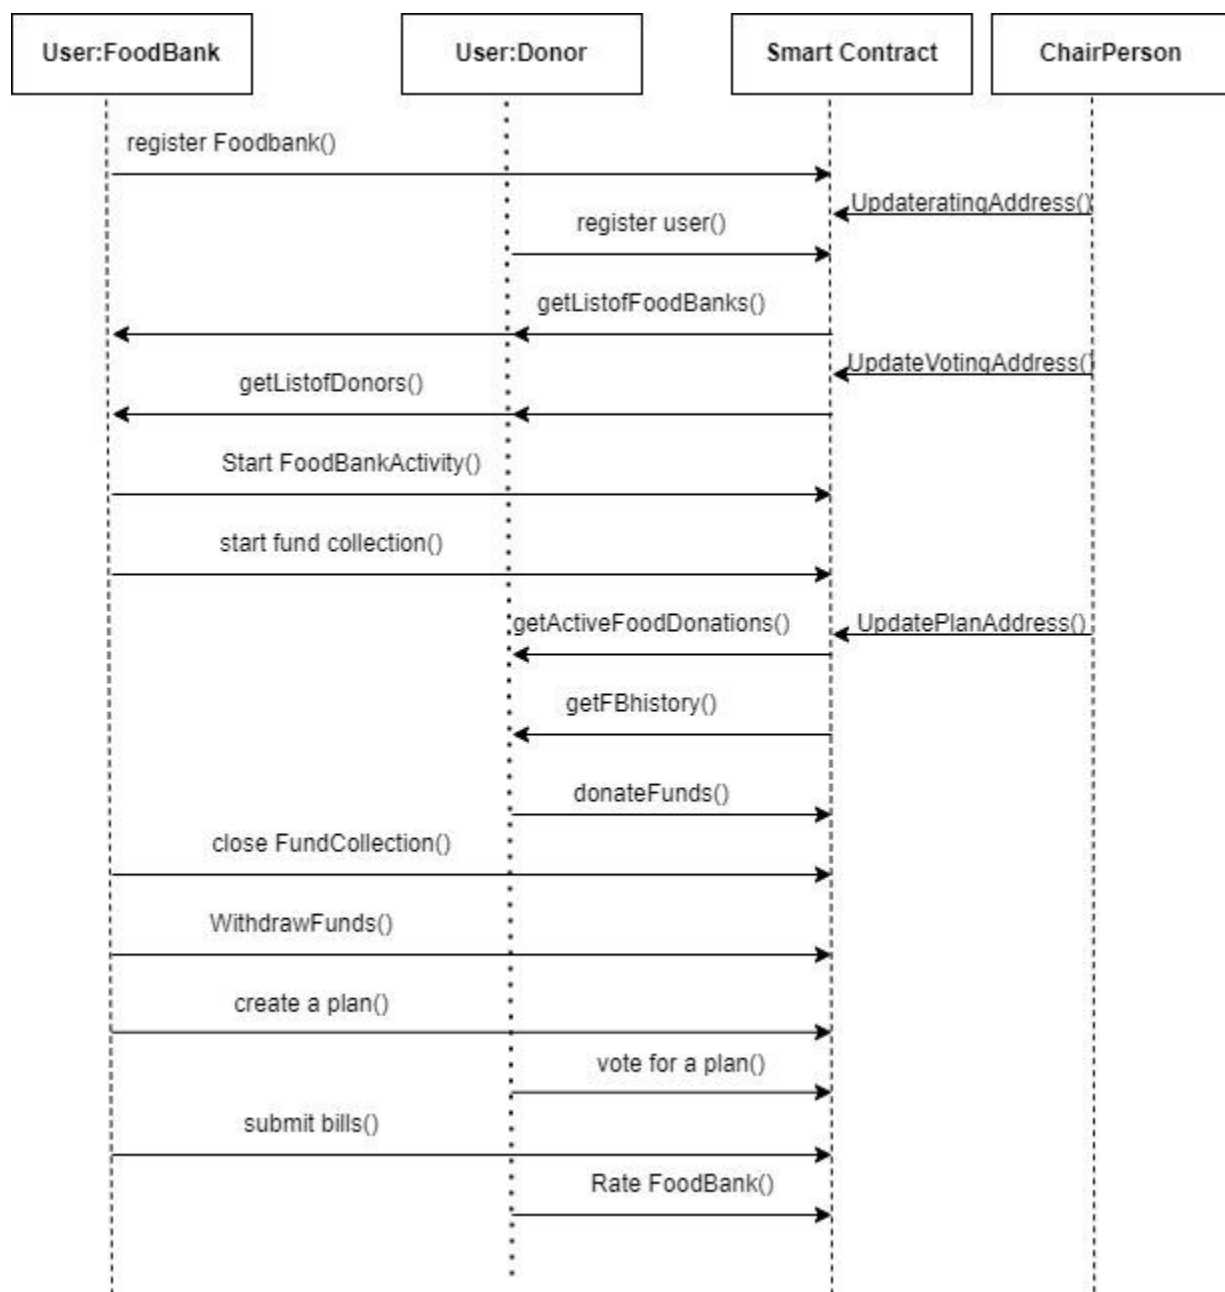 User:FoodBank
User:Donor
Smart Contract
ChairPerson
register Foodbank()
UpdateratingAddress()
register user()
getListofFoodBanks()
UpdateVotingAddress()
getListofDonors()
Start FoodBankActivity()
start fund collection()
getActiveFoodDonations()
UpdatePlanAddress()
getFBhistory()
donateFunds()
close FundCollection()
WithdrawFunds()
create a plan()
vote for a plan()
submit bills()
Rate FoodBank()